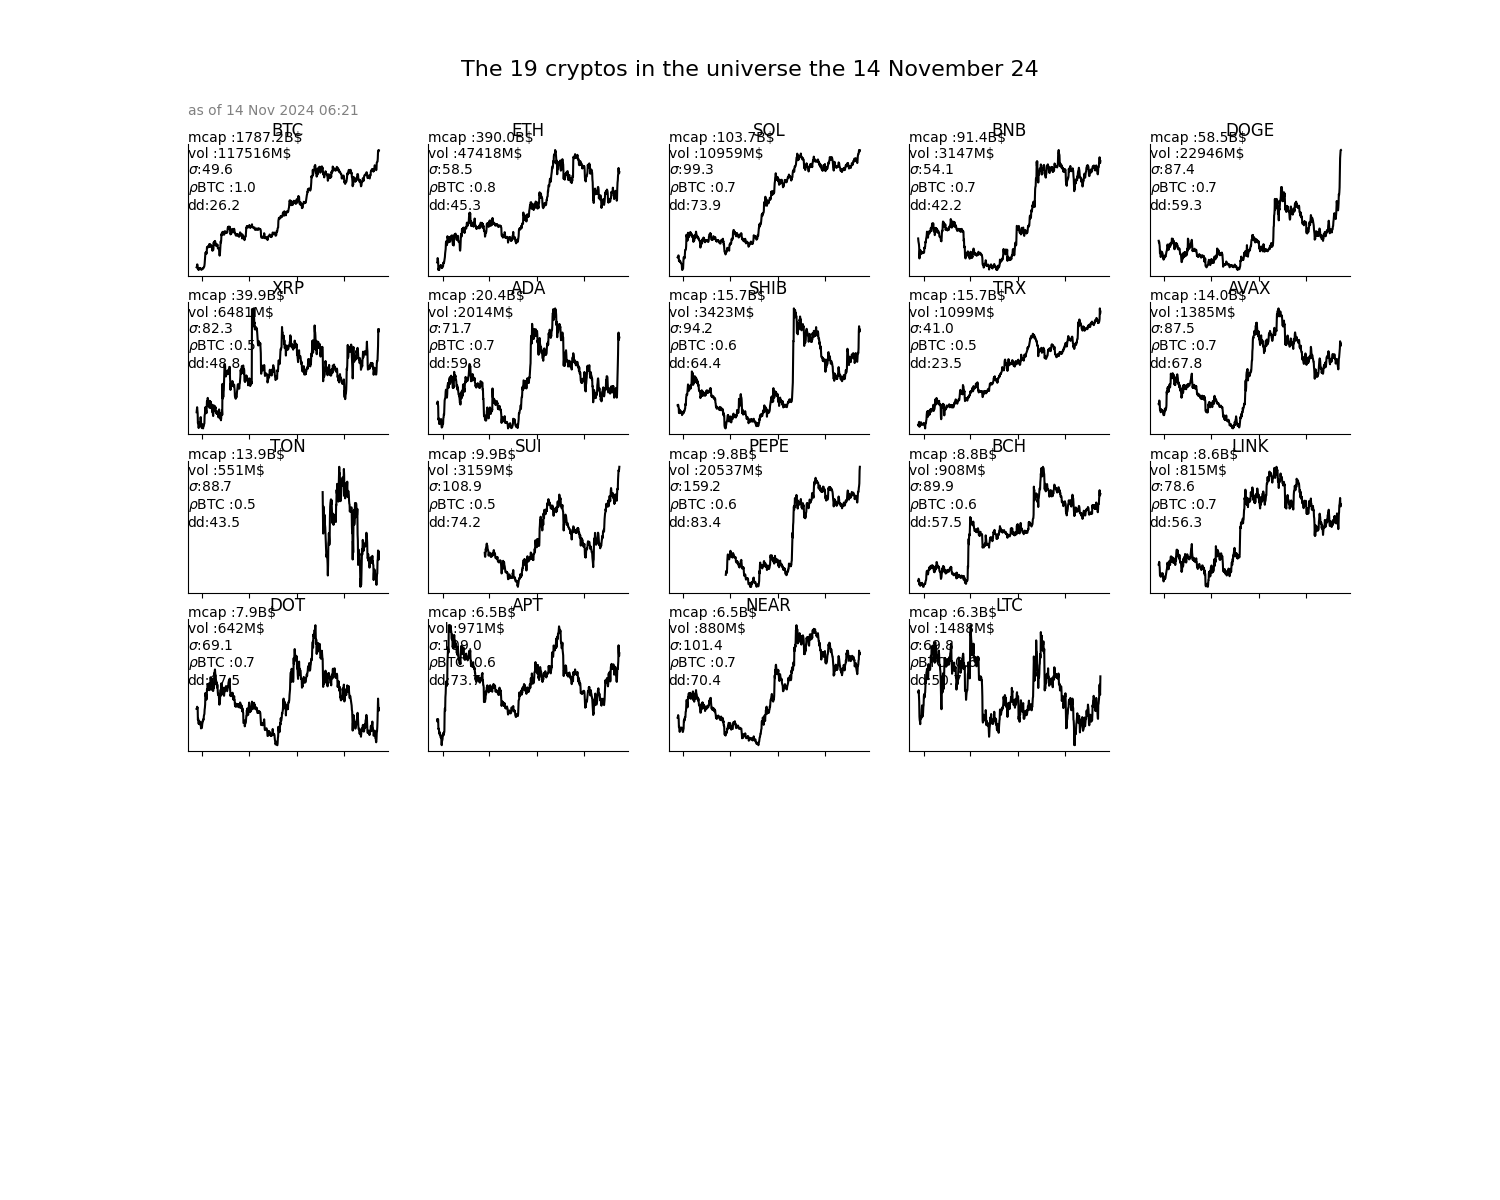 The 19 cryptos in the universe the 14 November 24
as of 14 Nov 2024 06:21
BTC
mcap :1787.2B$
vol :117516M$
σ:49.6
ρBTC :1.0
dd:26.2
ETH
mcap :390.0B$
vol :47418M$
σ:58.5
ρBTC :0.8
dd:45.3
SOL
mcap :103.7B$
vol :10959M$
σ:99.3
ρBTC :0.7
dd:73.9
BNB
mcap :91.4B$
vol :3147M$
σ:54.1
ρBTC :0.7
dd:42.2
DOGE
mcap :58.5B$
vol :22946M$
σ:87.4
ρBTC :0.7
dd:59.3
XRP
mcap :39.9B$
vol :6481M$
σ:82.3
ρBTC :0.5
dd:48.8
ADA
mcap :20.4B$
vol :2014M$
σ:71.7
ρBTC :0.7
dd:59.8
SHIB
mcap :15.7B$
vol :3423M$
σ:94.2
ρBTC :0.6
dd:64.4
TRX
mcap :15.7B$
vol :1099M$
σ:41.0
ρBTC :0.5
dd:23.5
AVAX
mcap :14.0B$
vol :1385M$
σ:87.5
ρBTC :0.7
dd:67.8
TON
mcap :13.9B$
vol :551M$
σ:88.7
ρBTC :0.5
dd:43.5
SUI
mcap :9.9B$
vol :3159M$
σ:108.9
ρBTC :0.5
dd:74.2
PEPE
mcap :9.8B$
vol :20537M$
σ:159.2
ρBTC :0.6
dd:83.4
BCH
mcap :8.8B$
vol :908M$
σ:89.9
ρBTC :0.6
dd:57.5
LINK
mcap :8.6B$
vol :815M$
σ:78.6
ρBTC :0.7
dd:56.3
DOT
mcap :7.9B$
vol :642M$
σ:69.1
ρBTC :0.7
APT
mcap :6.5B$
vol :971M$
σ:109.0
ρBTC :0.6
NEAR
mcap :6.5B$
vol :880M$
σ:101.4
ρBTC :0.7
dd:70.4
LTC
mcap :6.3B$
vol :1488M$
σ:69.8